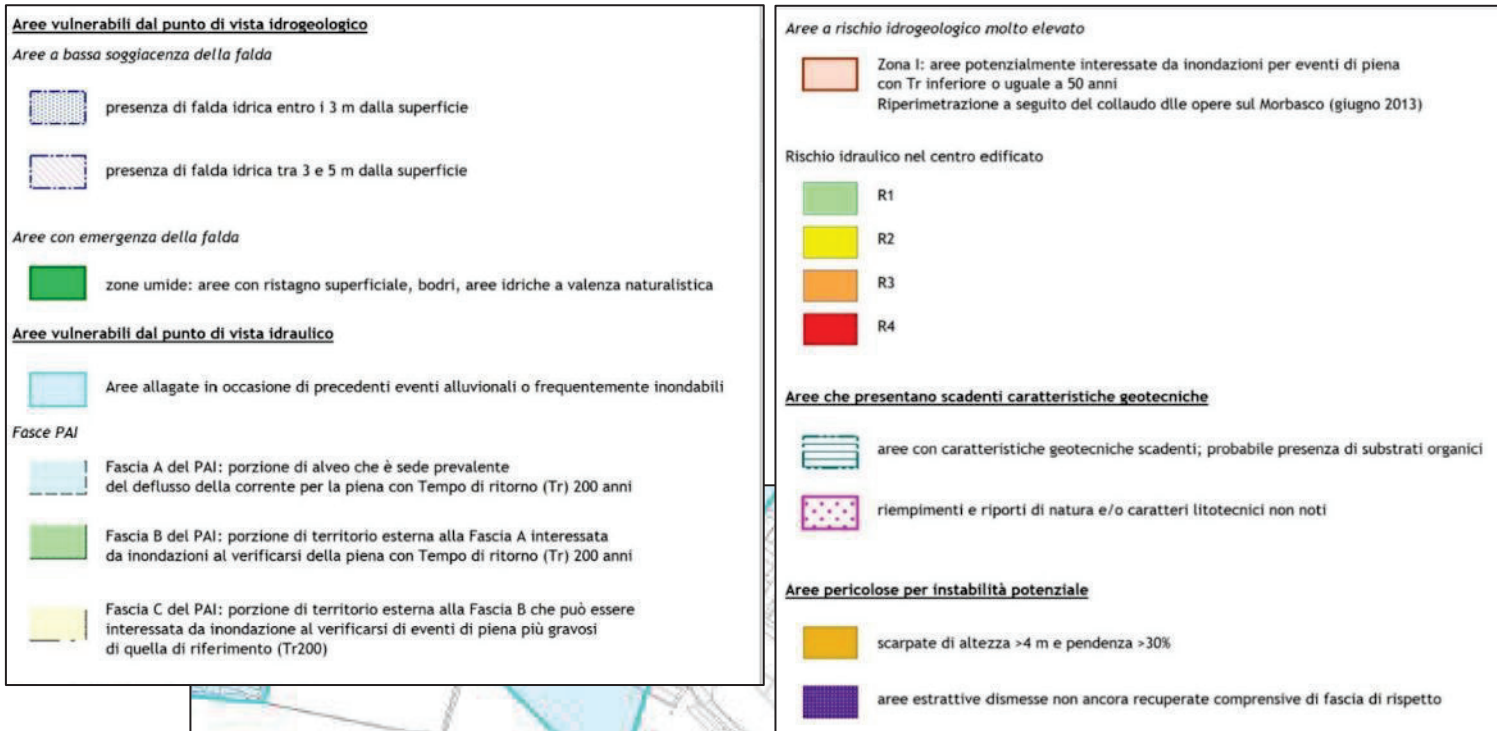 Aree vulnerabili dal punto di vista idrogeologico
Aree a bassa soggiacenza della falda
presenza di falda idrica entro i 3 m dalla superficie
presenza di falda idrica tra 3 e 5 m dalla superficie
Aree con emergenza della falda
zone umide: aree con ristagno superficiale, bodri, aree idriche a valenza naturalistica
Aree vulnerabili dal punto di vista idraulico
Aree allagate in occasione di precedenti eventi alluvionali o frequentemente inondabili
Fasce PAI
Fascia A del PAI: porzione di alveo che è sede prevalente
del deflusso della corrente per la piena con Tempo di ritorno (Tr) 200 anni
Fascia B del PAI: porzione di territorio esterna alla Fascia A interessata
da inondazioni al verificarsi della piena con Tempo di ritorno (Tr) 200 anni
Fascia C del PAI: porzione di territorio esterna alla Fascia B che può essere
interessata da inondazione al verificarsi di eventi di piena più gravosi
di quella di riferimento (Tr200)
Aree a rischio idrogeologico molto elevato
Zona I: aree potenzialmente interessate da inondazioni per eventi di piena
con Tr inferiore o uguale a 50 anni
Riperimetrazione a seguito del collaudo dlle opere sul Morbasco (giugno 2013)
Rischio idraulico nel centro edificato
R1
R2
R3
R4
Aree che presentano scadenti caratteristiche geotecniche
aree con caratteristiche geotecniche scadenti; probabile presenza di substrati organici
riempimenti e riporti di natura e/o caratteri litotecnici non noti
Aree pericolose per instabilità potenziale
scarpate di altezza >4 m e pendenza >30%
aree estrattive dismesse non ancora recuperate comprensive di fascia di rispetto